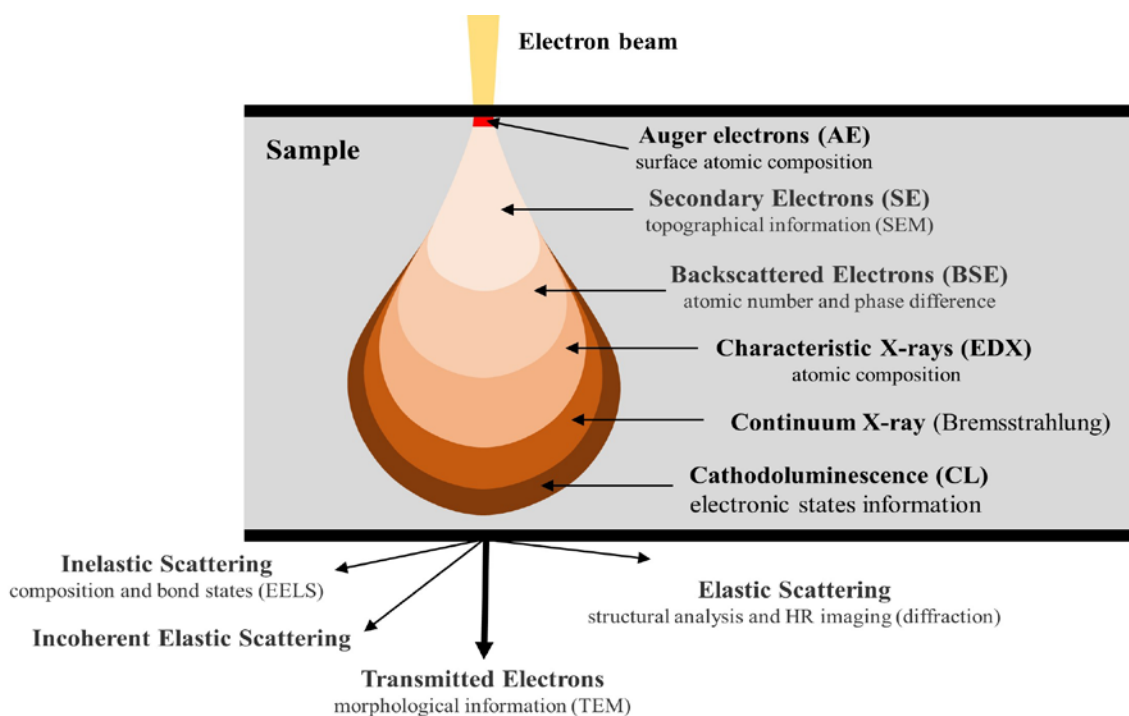 Electron beam
Sample
Auger electrons (AE)
surface atomic composition
Secondary Electrons (SE)
topographical information (SEM)
Backscattered Electrons (BSE)
atomic number and phase difference
Characteristic X-rays (EDX)
atomic composition
Continuum X-ray (Bremsstrahlung)
Cathodoluminescence (CL)
electronic states information
Inelastic Scattering
composition and bond states (EELS)
Incoherent Elastic Scattering
Transmitted Electrons
morphological information (TEM)
Elastic Scattering
structural analysis and HR imaging (diffraction)